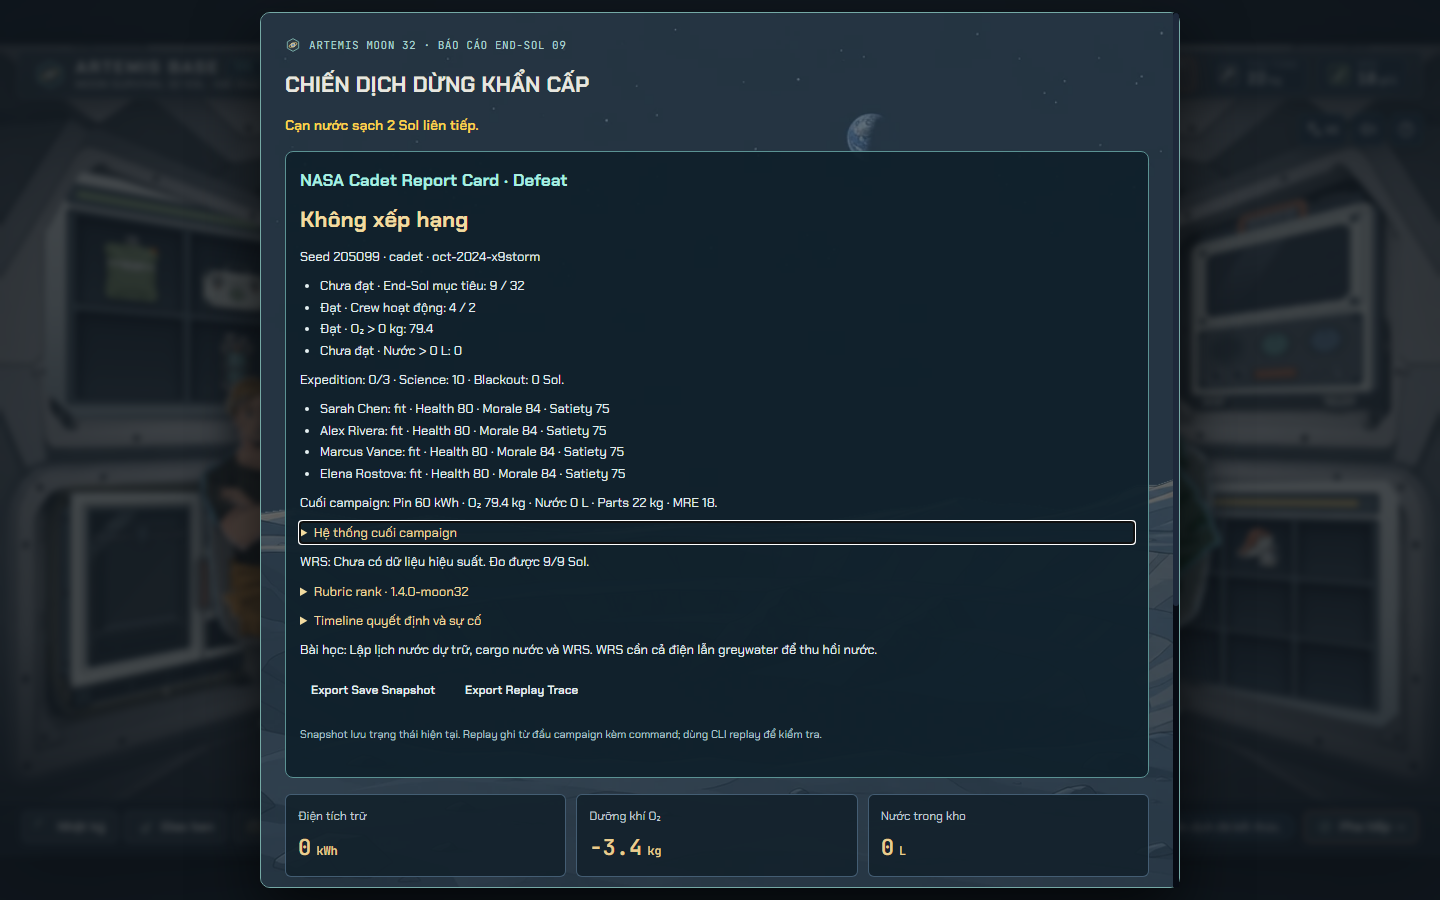 ARTEMIS MOON 32 · BÁO CÁO END-SOL 09
CHIẾN DỊCH DỪNG KHẨN CẤP
Cạn nước sạch 2 Sol liên tiếp.
NASA Cadet Report Card · Defeat
Không xếp hạng
Seed 205099 · cadet · oct-2024-x9storm
• Chưa đạt · End-Sol mục tiêu: 9 / 32
• Đạt · Crew hoạt động: 4 / 2
• Đạt · O₂ > 0 kg: 79.4
• Chưa đạt · Nước > 0 L: 0
Expedition: 0/3 · Science: 10 · Blackout: 0 Sol.
• Sarah Chen: fit · Health 80 · Morale 84 · Satiety 75
• Alex Rivera: fit · Health 80 · Morale 84 · Satiety 75
• Marcus Vance: fit · Health 80 · Morale 84 · Satiety 75
• Elena Rostova: fit · Health 80 · Morale 84 · Satiety 75
Cuối campaign: Pin 60 kWh · O₂ 79.4 kg · Nước 0 L · Parts 22 kg · MRE 18.
▶ Hệ thống cuối campaign
WRS: Chưa có dữ liệu hiệu suất. Đo được 9/9 Sol.
▶ Rubric rank · 1.4.0-moon32
▶ Timeline quyết định và sự cố
Bài học: Lập lịch nước dự trữ, cargo nước và WRS. WRS cần cả điện lẫn greywater để thu hồi nước.
Export Save Snapshot Export Replay Trace
Snapshot lưu trạng thái hiện tại. Replay ghi từ đầu campaign kèm command; dùng CLI replay để kiểm tra.
Điện tích trữ Dưỡng khí O₂ Nước trong kho
0 kWh -3.4 kg 0 L
ARTEMIS BASE